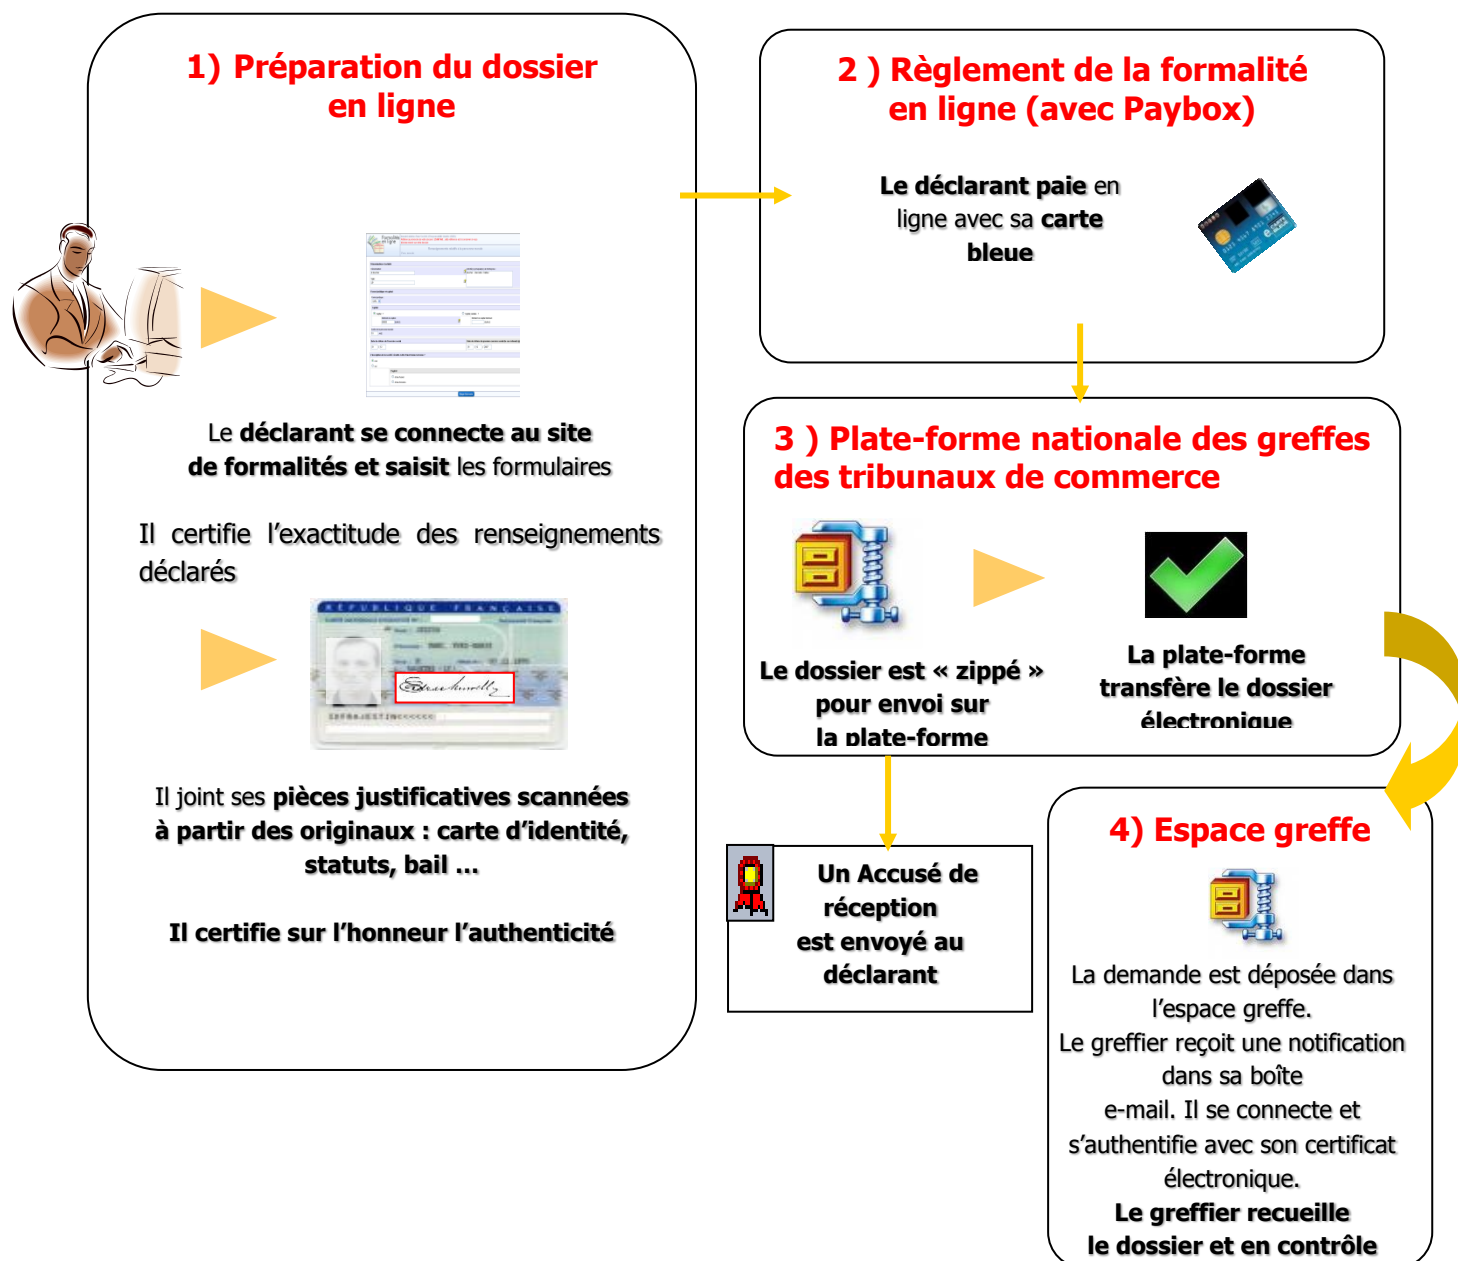 1) Préparation du dossier
en ligne
Le déclarant se connecte au site
de formalités et saisit les formulaires
Il certifie l’exactitude des renseignements
déclarés
RÉPUBLIQUE FRANÇAISE
Il joint ses pièces justificatives scannées
à partir des originaux : carte d’identité,
statuts, bail ...
Il certifie sur l’honneur l’authenticité
2 ) Règlement de la formalité
en ligne (avec Paybox)
Le déclarant paie en
ligne avec sa carte
bleue
3 ) Plate-forme nationale des greffes
des tribunaux de commerce
Le dossier est « zippé »
pour envoi sur
la plate-forme
La plate-forme
transfère le dossier
électronique
Un Accusé de
réception
est envoyé au
déclarant
4) Espace greffe
La demande est déposée dans
l’espace greffe.
Le greffier reçoit une notification
dans sa boîte
e-mail. Il se connecte et
s’authentifie avec son certificat
électronique.
Le greffier recueille
le dossier et en contrôle